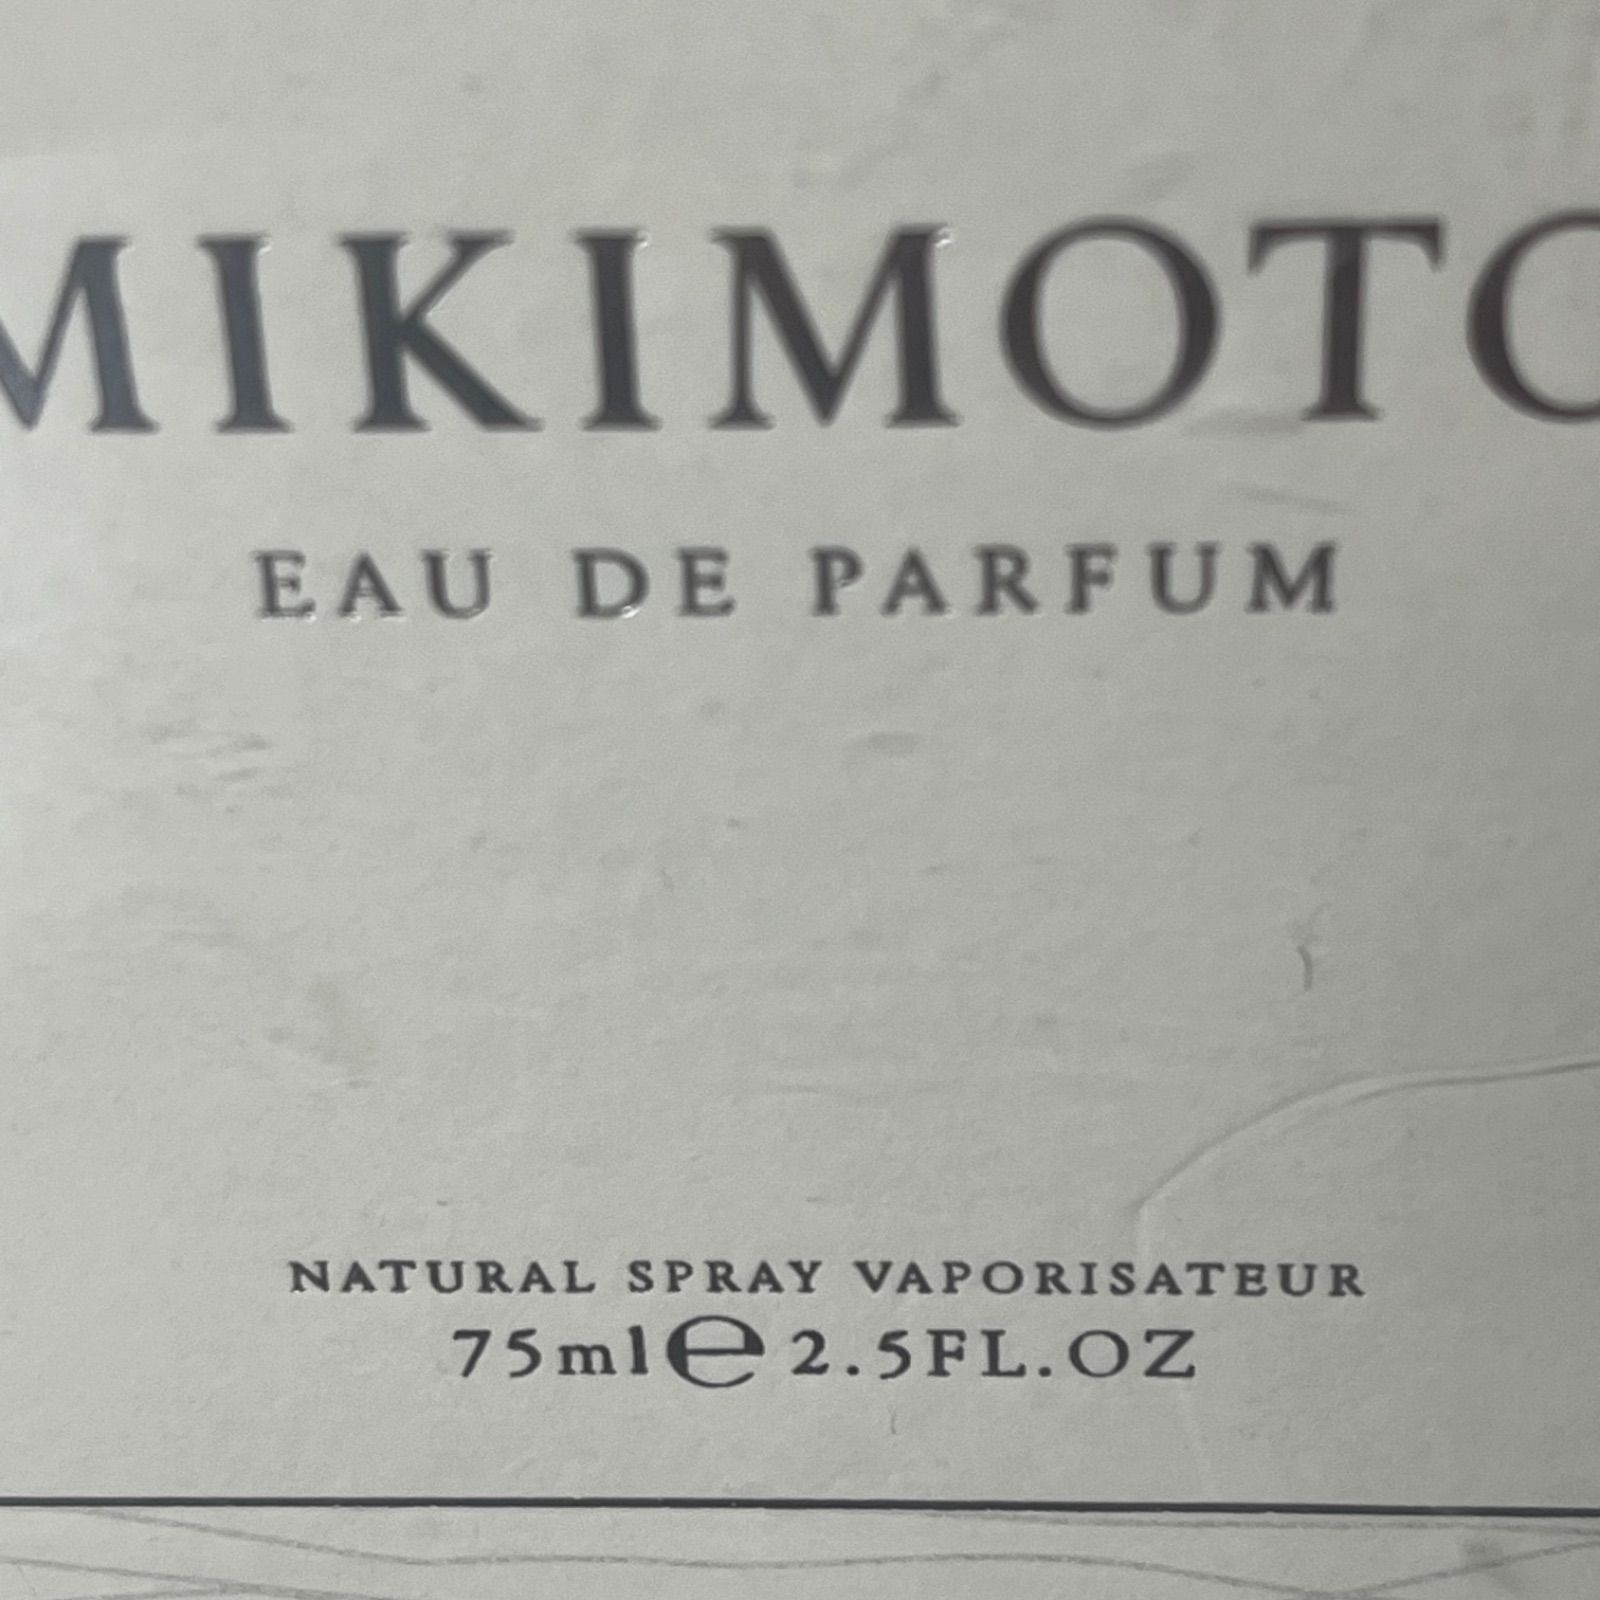 MIKIMOTO
EAU DE PARFUM
NATURAL SPRAY VAPORISATEUR
75ml℮2.5FL.OZ